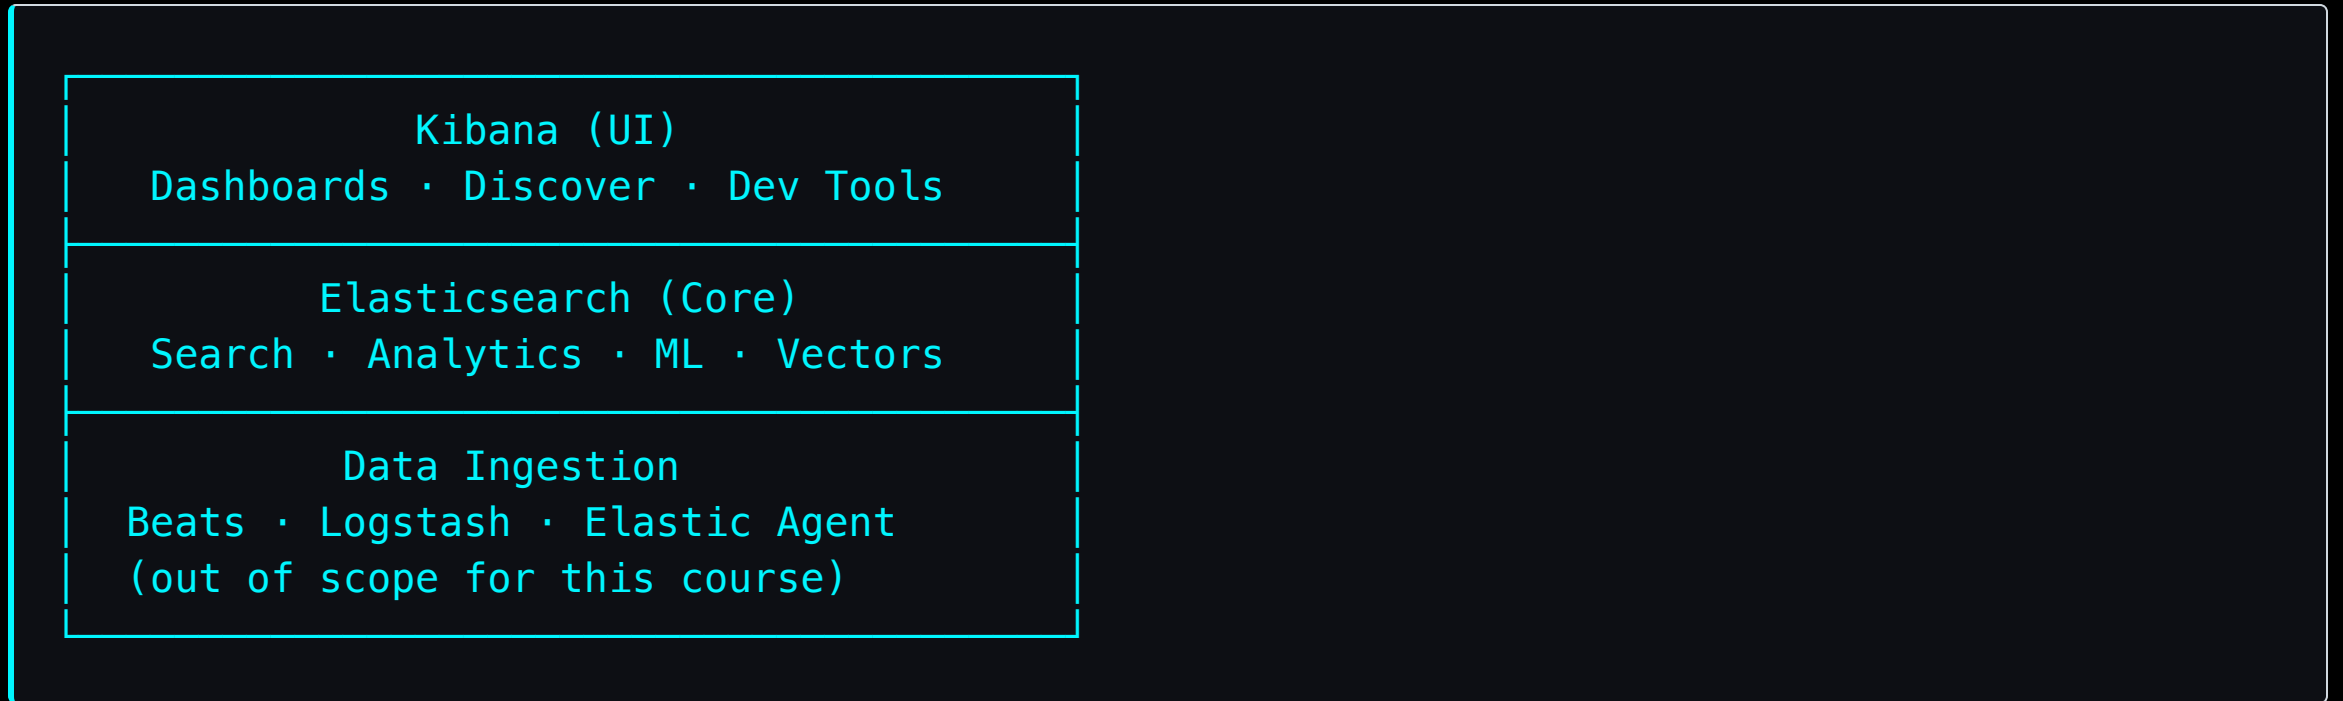 Kibana (UI)
Dashboards · Discover · Dev Tools
Elasticsearch (Core)
Search · Analytics · ML · Vectors
Data Ingestion
Beats · Logstash · Elastic Agent
(out of scope for this course)